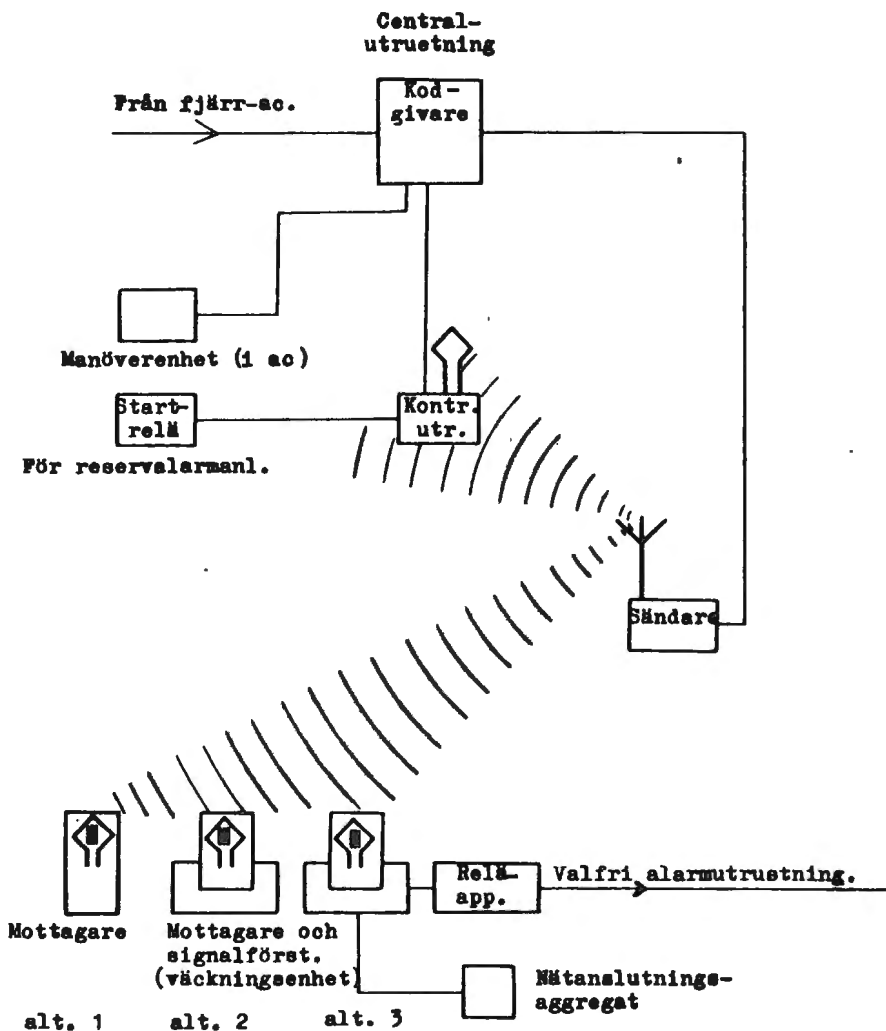 Central-
utrustning
Kod-
givare
Från fjärr-ac.
Manöverenhet (i ac)
Start-
relä
Kontr.
utr.
För reservalarmanl.
Sändare
Relä-
app.
Valfri alarmutrustning.
Mottagare
Mottagare och
signalförst.
(väckningsenhet)
Nätanslutnings-
aggregat
alt. 1
alt. 2
alt. 3